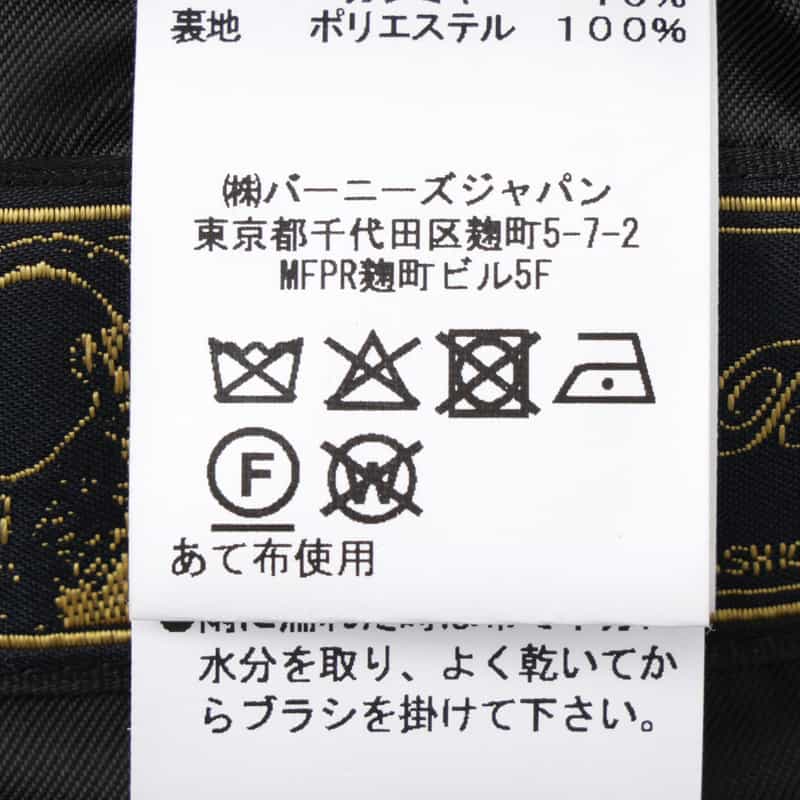 裏地 ポリエステル 100%
㈱バーニーズジャパン
東京都千代田区麹町5-7-2
MFPR麹町ビル5F
F
W
あて布使用
水分を取り、よく乾いてか
らブラシを掛けて下さい。